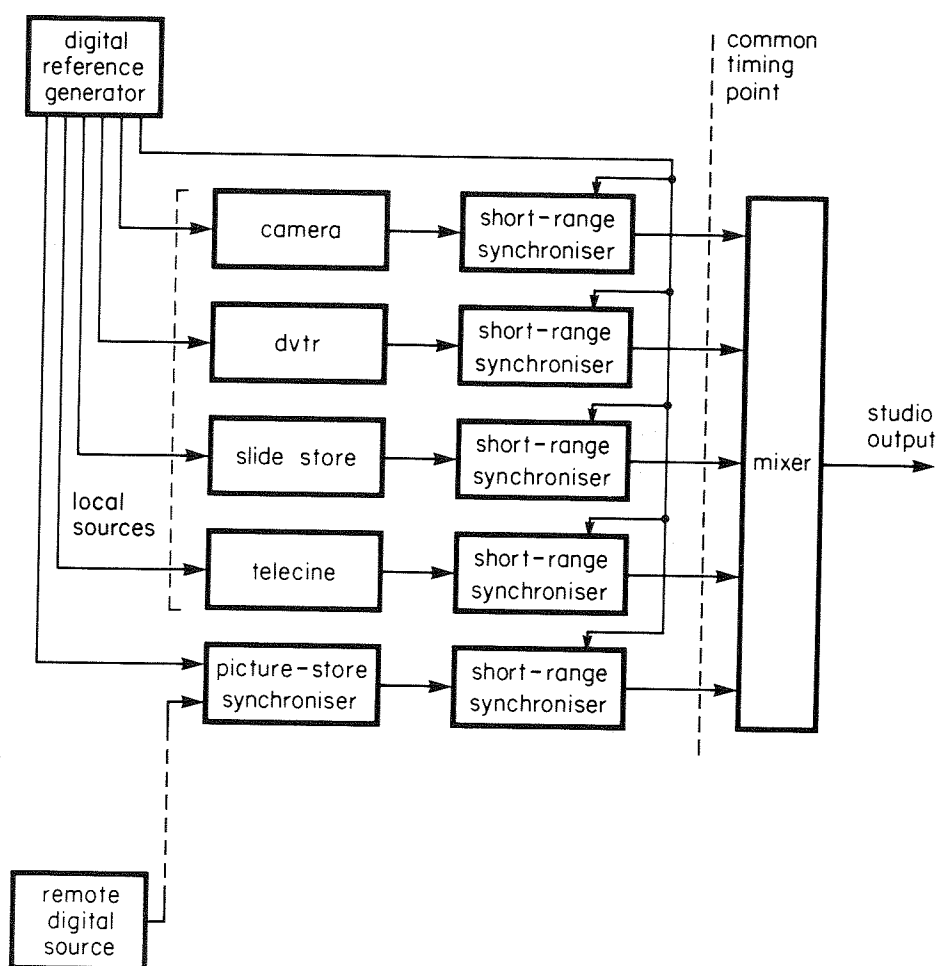 digital
reference
generator
common
timing
point
camera
short-range
synchroniser
dvtr
short-range
synchroniser
slide store
short-range
synchroniser
mixer
studio
output
local
sources
telecine
short-range
synchroniser
picture-store
synchroniser
short-range
synchroniser
remote
digital
source